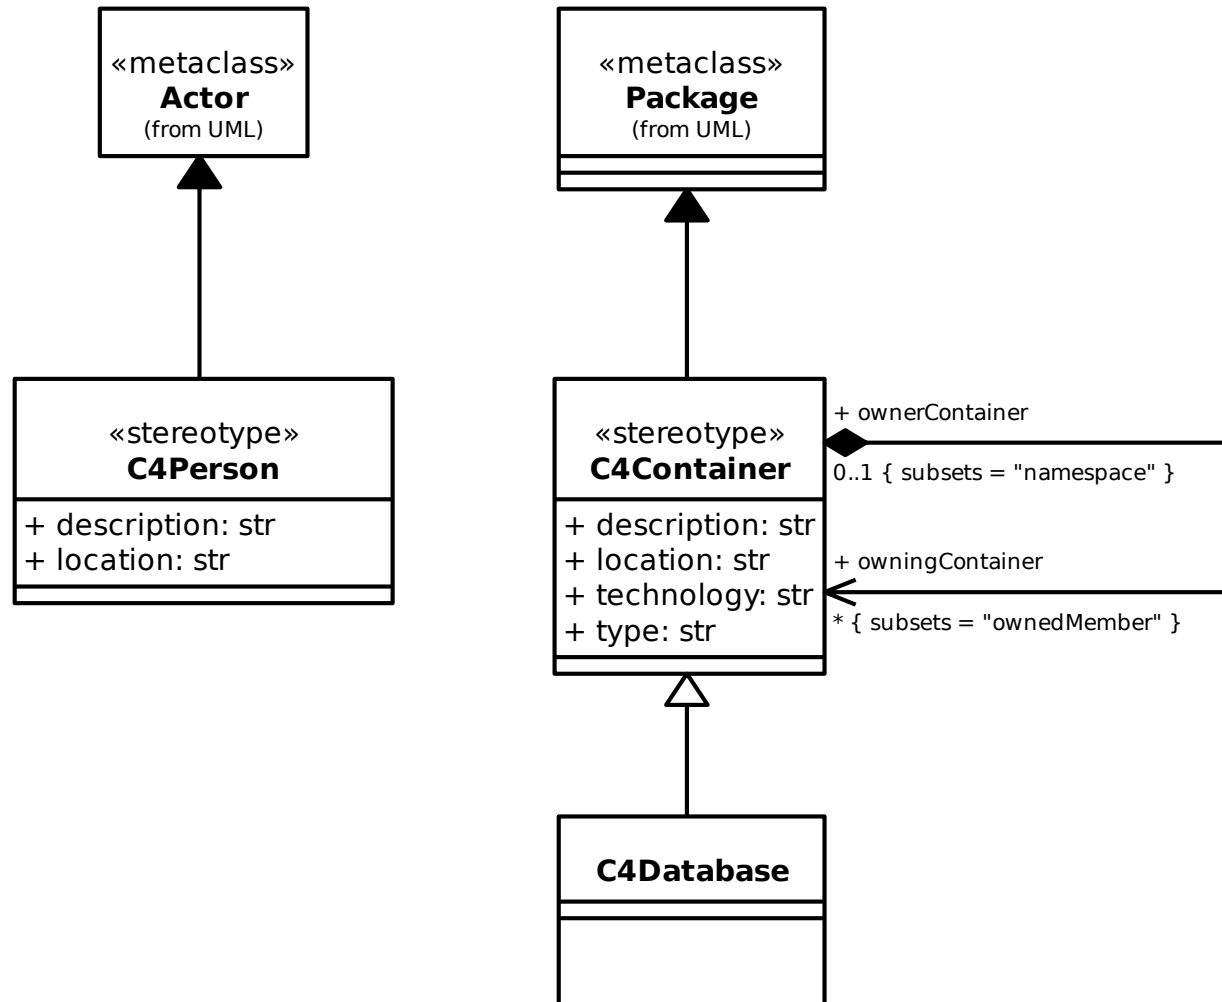 «metaclass»
Actor
(from UML)
«metaclass»
Package
(from UML)
«stereotype»
C4Person
+ description: str
+ location: str
«stereotype»
C4Container
+ description: str
+ location: str
+ technology: str
+ type: str
+ ownerContainer
0..1 { subsets = "namespace" }
+ owningContainer
* { subsets = "ownedMember" }
C4Database